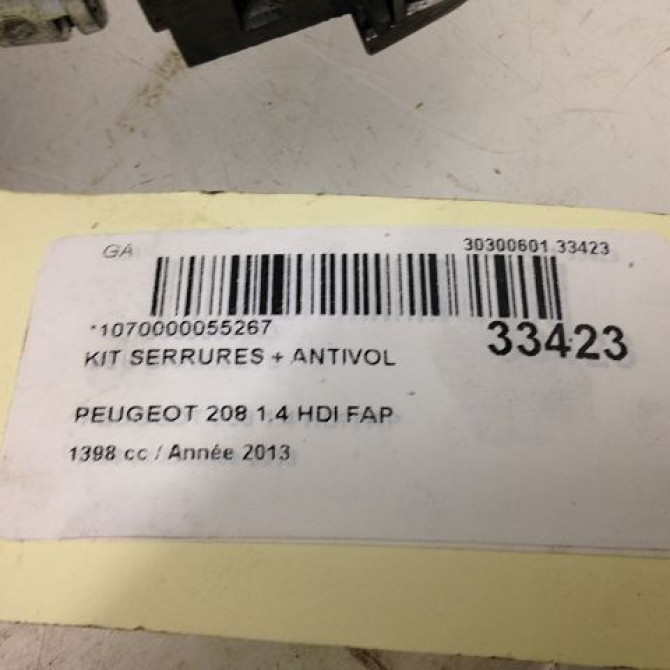 GA 30300601 33423
*1070000055267 33423
KIT SERRURES + ANTIVOL
PEUGEOT 208 1.4 HDI FAP
1398 cc / Année 2013